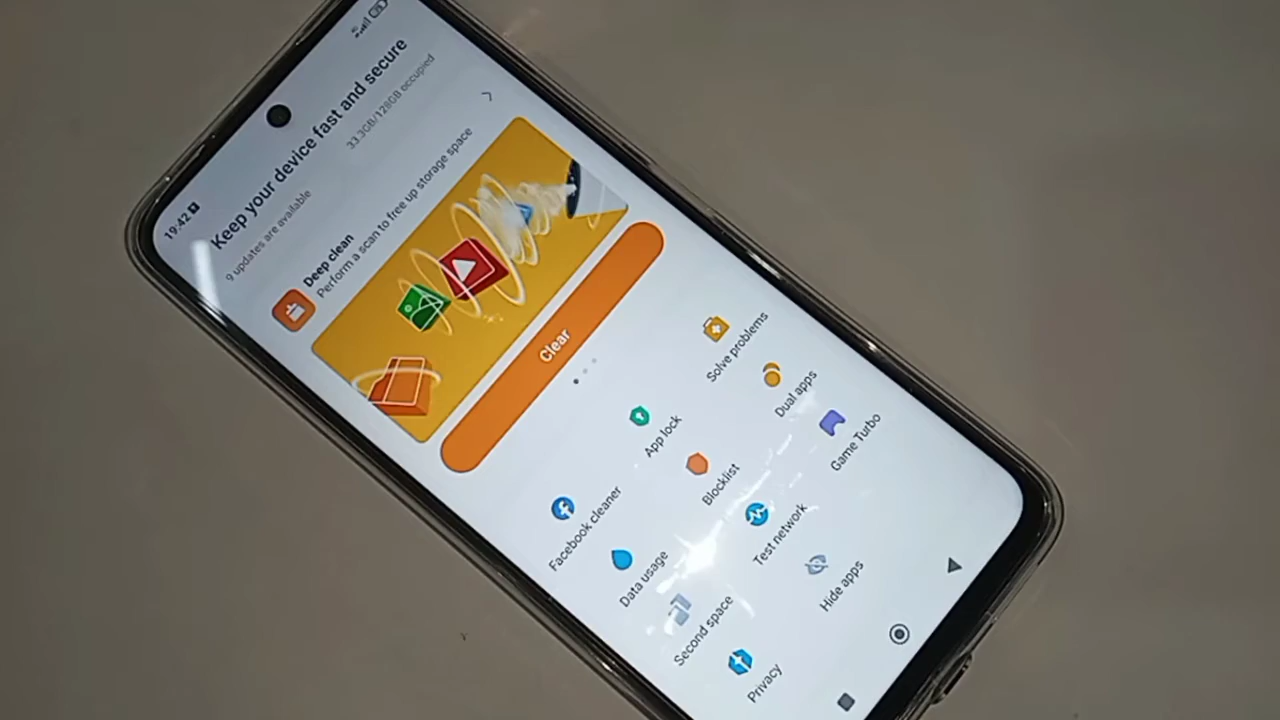 19:42
4G
Keep your device fast and secure
9 updates are available
33.3GB/128GB occupied
Deep clean
Perform a scan to free up storage space
Clear
Facebook cleaner
App lock
Solve problems
Data usage
Blocklist
Dual apps
Second space
Test network
Game Turbo
Privacy
Hide apps